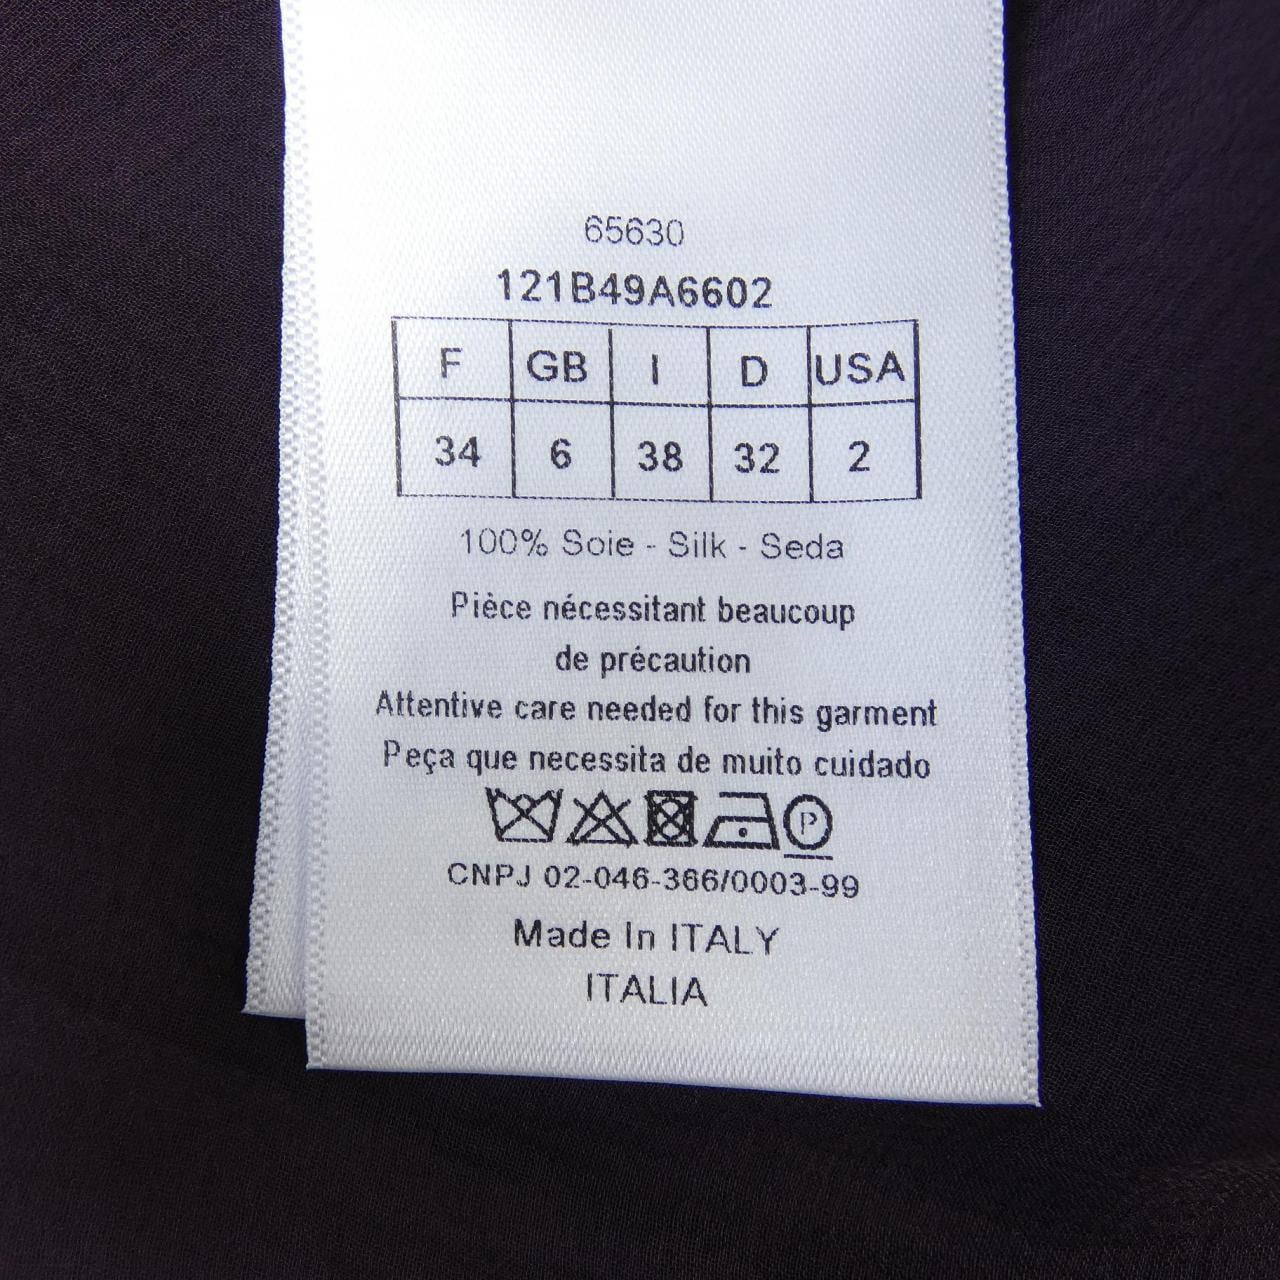 65630
121B49A6602
F GB I D USA
34 6 38 32 2
100% Soie - Silk - Seda
Pièce nécessitant beaucoup
de précaution
Attentive care needed for this garment
Peça que necessita de muito cuidado
P
CNPJ 02-046-366/0003-99
Made In ITALY
ITALIA